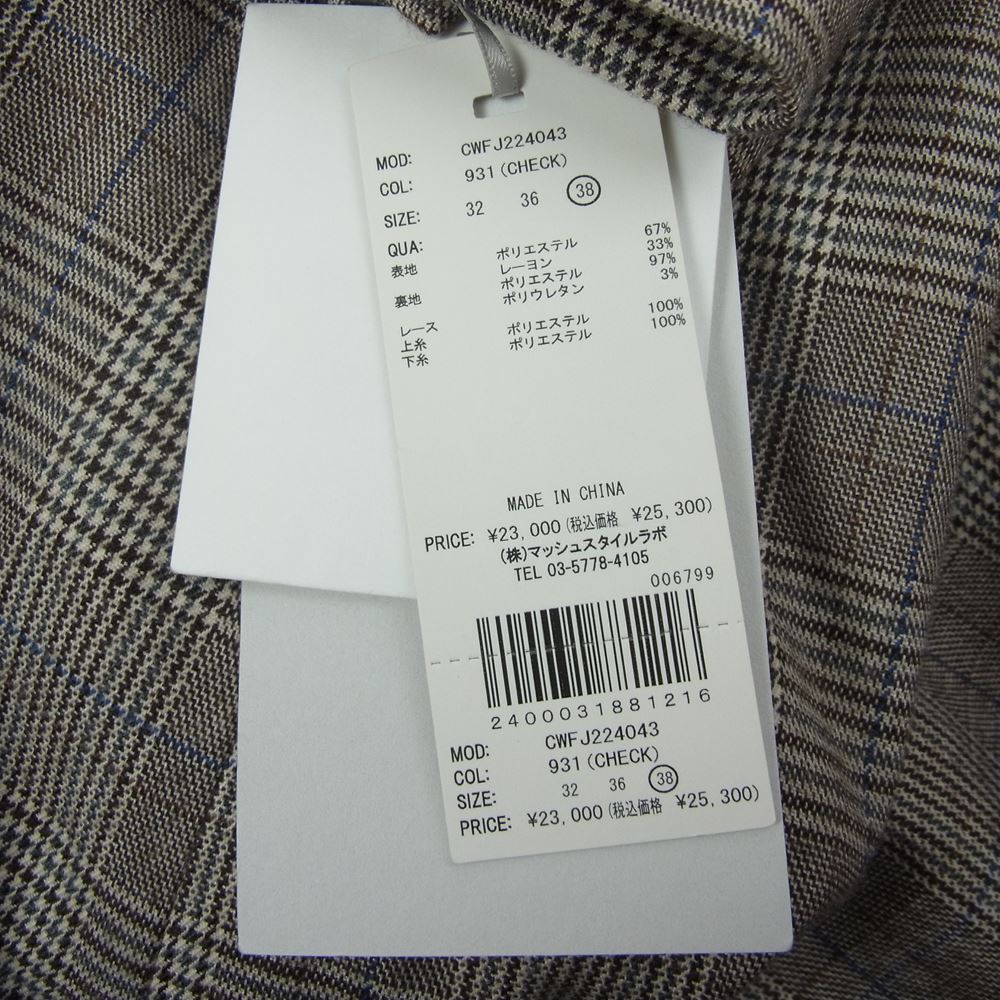 MOD: CWFJ224043
COL: 931(CHECK)
SIZE: 32 36 38
QUA:
表地 ポリエステル 67%
レーヨン 33%
裏地 ポリエステル 97%
ポリウレタン 3%
レース
上糸 ポリエステル 100%
下糸 ポリエステル 100%
MADE IN CHINA
PRICE: ¥23,000(税込価格 ¥25,300)
(株)マッシュスタイルラボ
TEL 03-5778-4105
006799
2400031881216
MOD: CWFJ224043
COL: 931(CHECK)
SIZE: 32 36 38
PRICE: ¥23,000(税込価格 ¥25,300)